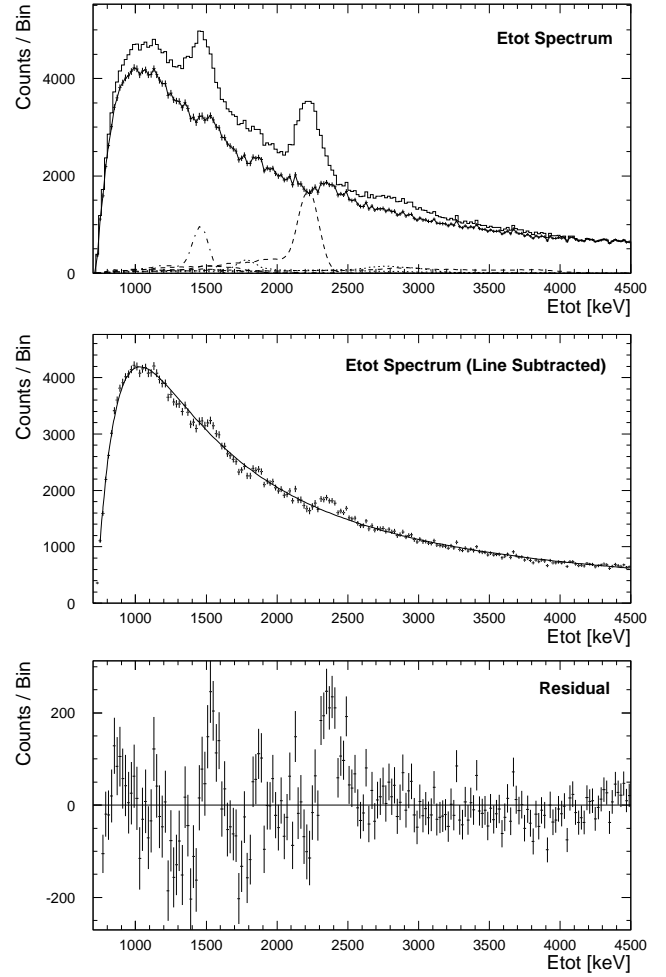 Etot Spectrum
Counts / Bin
4000
2000
0
1000 1500 2000 2500 3000 3500 4000 4500
Etot [keV]
Etot Spectrum (Line Subtracted)
Counts / Bin
4000
3000
2000
1000
0
1000 1500 2000 2500 3000 3500 4000 4500
Etot [keV]
Residual
Counts / Bin
200
0
-200
1000 1500 2000 2500 3000 3500 4000 4500
Etot [keV]